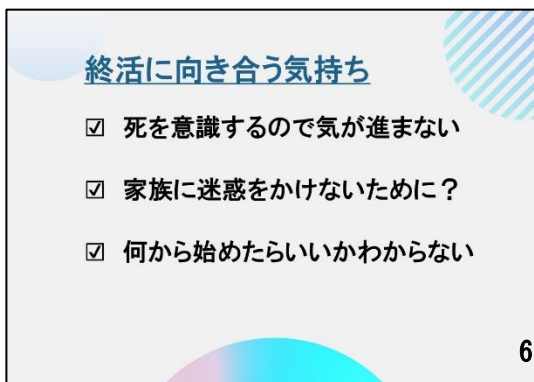 終活に向き合う気持ち
☑ 死を意識するので気が進まない
☑ 家族に迷惑をかけないために？
☑ 何から始めたらいいかわからない
6